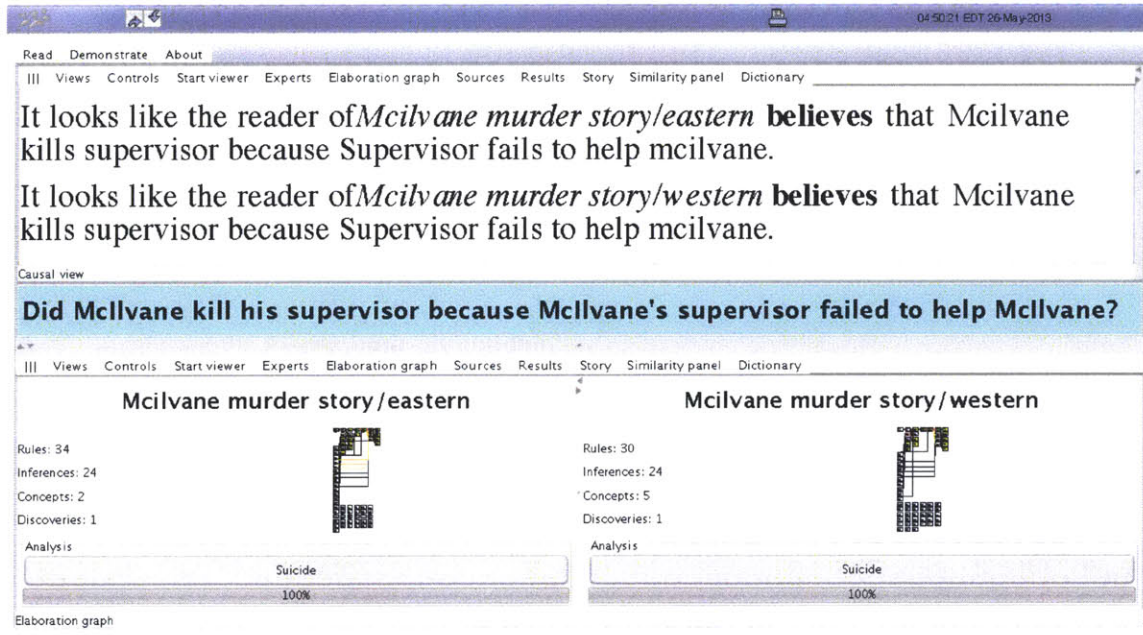 04:50:21 EDT 26-May-2013
Read Demonstrate About
||| Views Controls Start viewer Experts Elaboration graph Sources Results Story Similarity panel Dictionary
It looks like the reader of Mcilvane murder story/eastern believes that Mcilvane
kills supervisor because Supervisor fails to help mcilvane.
It looks like the reader of Mcilvane murder story/western believes that Mcilvane
kills supervisor because Supervisor fails to help mcilvane.
Causal view
Did McIlvane kill his supervisor because McIlvane's supervisor failed to help McIlvane?
||| Views Controls Start viewer Experts Elaboration graph Sources Results Story Similarity panel Dictionary
Mcilvane murder story/eastern
Rules: 34
Inferences: 24
Concepts: 2
Discoveries: 1
Analysis
Suicide
100%
Mcilvane murder story/western
Rules: 30
Inferences: 24
Concepts: 5
Discoveries: 1
Analysis
Suicide
100%
Elaboration graph